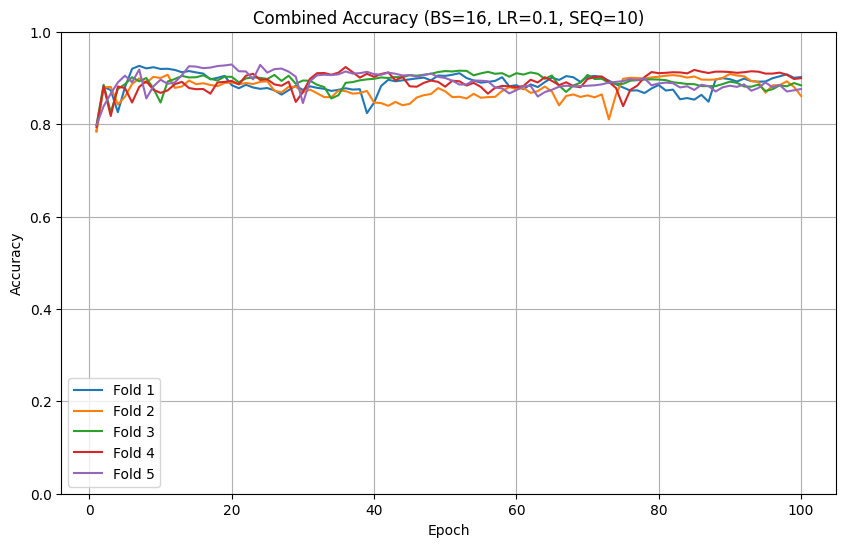 Combined Accuracy (BS=16, LR=0.1, SEQ=10)
1.0
0.8
0.6
0.4
0.2
0.0
Accuracy
Fold 1
Fold 2
Fold 3
Fold 4
Fold 5
0 20 40 60 80 100
Epoch